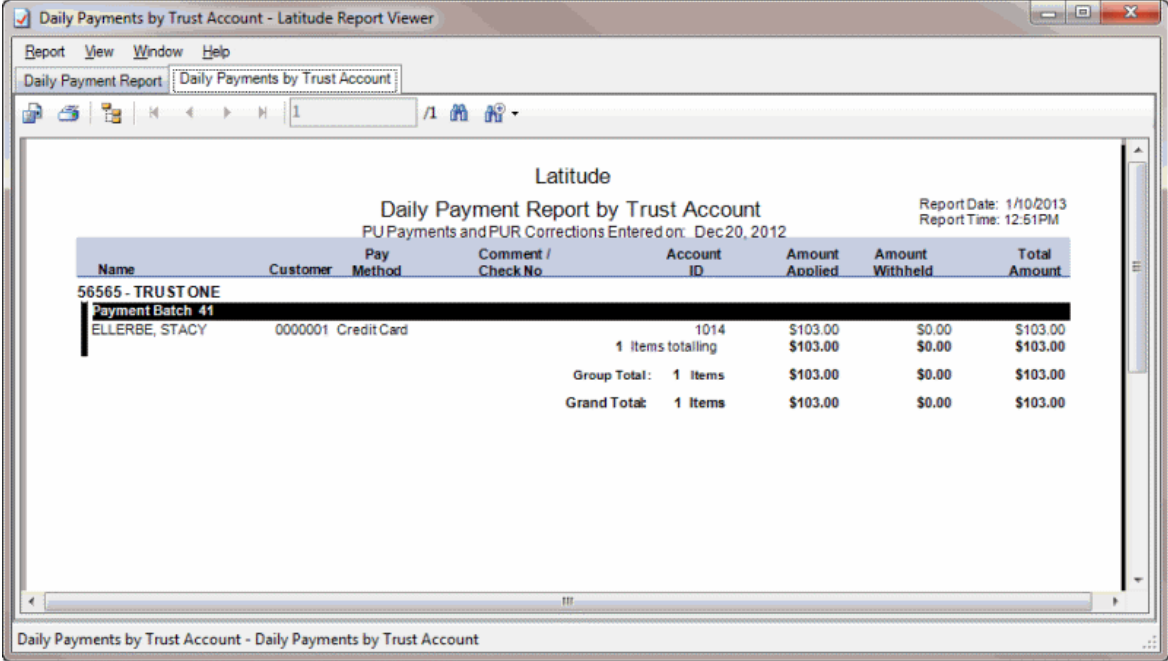 Daily Payments by Trust Account - Latitude Report Viewer
Report View Window Help
Daily Payment Report Daily Payments by Trust Account
1 /1
Latitude
Daily Payment Report by Trust Account
Report Date: 1/10/2013
Report Time: 12:51PM
PU Payments and PUR Corrections Entered on: Dec 20, 2012
Name Customer Pay Method Comment / Check No Account ID Amount Applied Amount Withheld Total Amount
56565 - TRUST ONE
Payment Batch 41
ELLERBE, STACY 0000001 Credit Card 1014 $103.00 $0.00 $103.00
1 Items totalling $103.00 $0.00 $103.00
Group Total: 1 Items $103.00 $0.00 $103.00
Grand Total: 1 Items $103.00 $0.00 $103.00
Daily Payments by Trust Account - Daily Payments by Trust Account